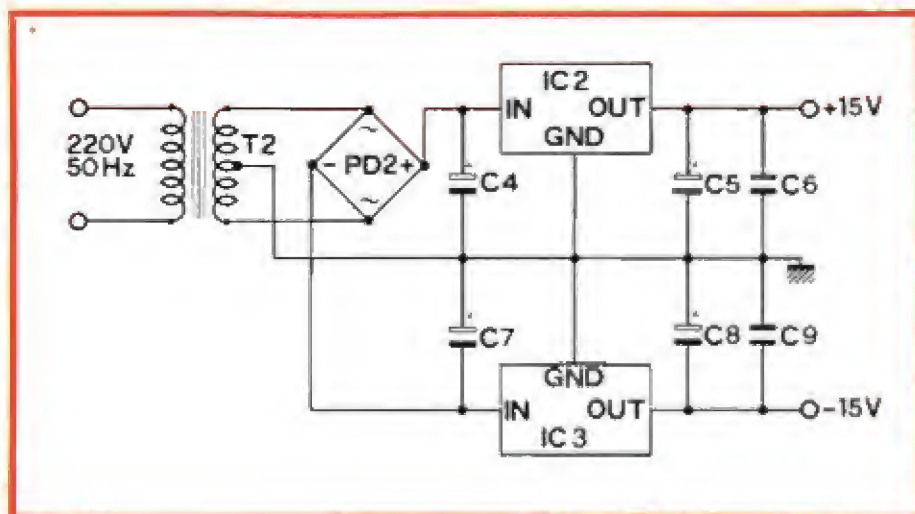 220V
50Hz
T2
~
- PD2 +
~
C4
IC2
IN OUT
GND
C5
C6
+15V
C7
GND
IN OUT
IC3
C8
C9
-15V